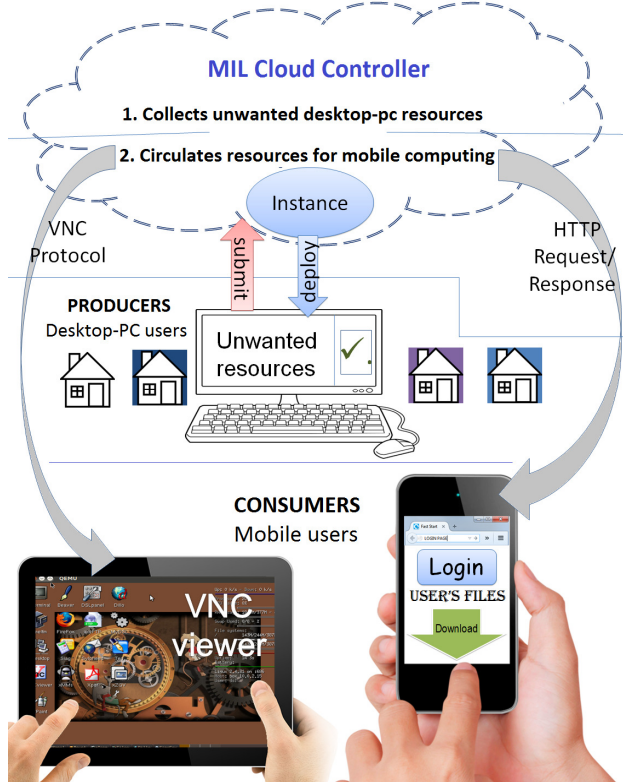 MIL Cloud Controller
1. Collects unwanted desktop-pc resources
2. Circulates resources for mobile computing
Instance
VNC
Protocol
HTTP
Request/
Response
submit
deploy
PRODUCERS
Desktop-PC users
Unwanted
resources
CONSUMERS
Mobile users
QEMU
VNC
viewer
Fast Start
LOGIN PAGE
Login
USER'S FILES
Download